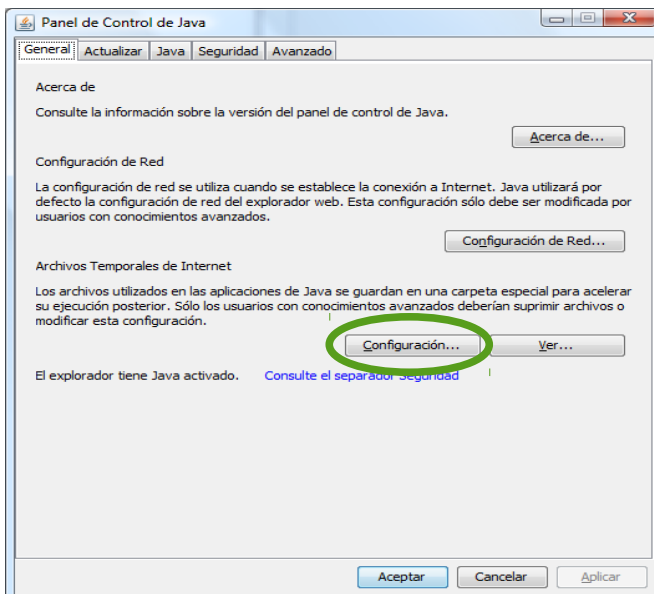 Panel de Control de Java
General Actualizar Java Seguridad Avanzado
Acerca de
Consulte la información sobre la versión del panel de control de Java.
Acerca de...
Configuración de Red
La configuración de red se utiliza cuando se establece la conexión a Internet. Java utilizará por
defecto la configuración de red del explorador web. Esta configuración sólo debe ser modificada por
usuarios con conocimientos avanzados.
Configuración de Red...
Archivos Temporales de Internet
Los archivos utilizados en las aplicaciones de Java se guardan en una carpeta especial para acelerar
su ejecución posterior. Sólo los usuarios con conocimientos avanzados deberían suprimir archivos o
modificar esta configuración.
Configuración... Ver...
El explorador tiene Java activado. Consulte el separador Seguridad
Aceptar Cancelar Aplicar